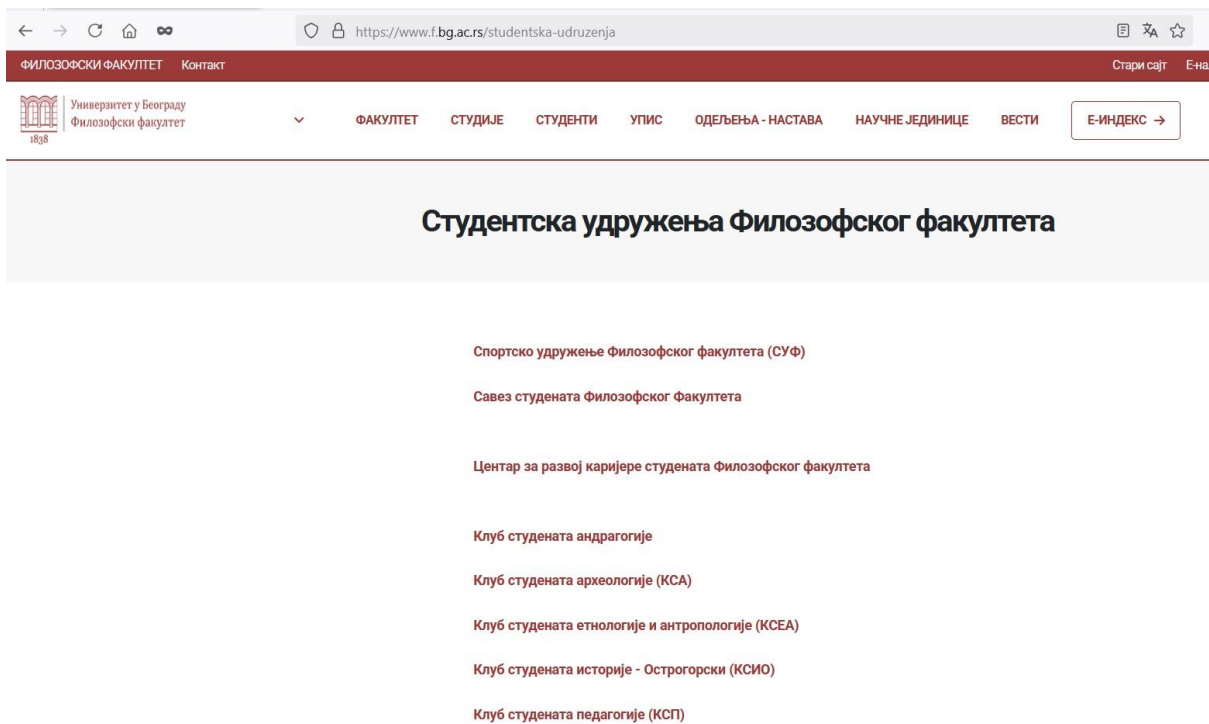 https://www.f.bg.ac.rs/studentska-udruzenja
ФИЛОЗОФСКИ ФАКУЛТЕТ Контакт Стари сајт Е-на
Универзитет у Београду
Филозофски факултет
1838
ФАКУЛТЕТ СТУДИЈЕ СТУДЕНТИ УПИС ОДЕЉЕЊА - НАСТАВА НАУЧНЕ ЈЕДИНИЦЕ ВЕСТИ Е-ИНДЕКС →
Студентска удружења Филозофског факултета
Спортско удружење Филозофског факултета (СУФ)
Савез студената Филозофског Факултета
Центар за развој каријере студената Филозофског факултета
Клуб студената андрагогије
Клуб студената археологије (КСА)
Клуб студената етнологије и антропологије (КСЕА)
Клуб студената историје - Острогорски (КСИО)
Клуб студената педагогије (КСП)